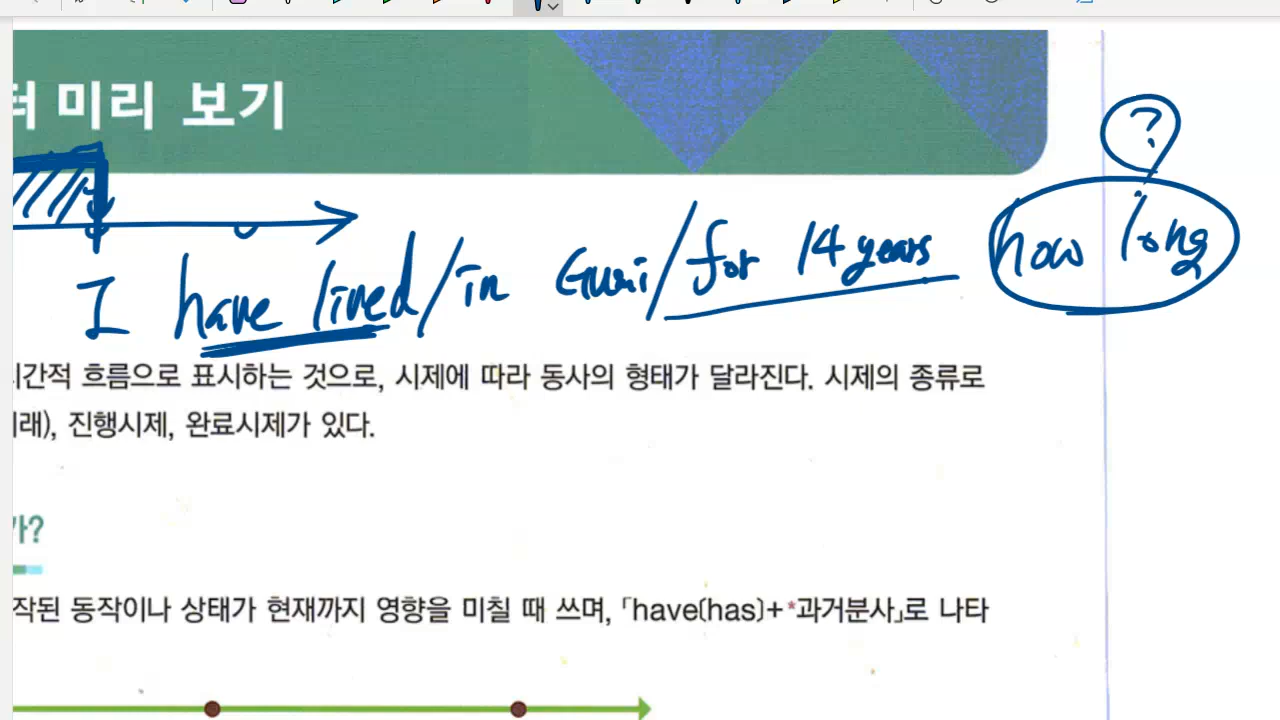 미리 보기
?
I have lived / in Guri / for 14 years how long
시간적 흐름으로 표시하는 것으로, 시제에 따라 동사의 형태가 달라진다. 시제의 종류로
미래), 진행시제, 완료시제가 있다.
가?
작된 동작이나 상태가 현재까지 영향을 미칠 때 쓰며, 「have(has)+*과거분사」로 나타